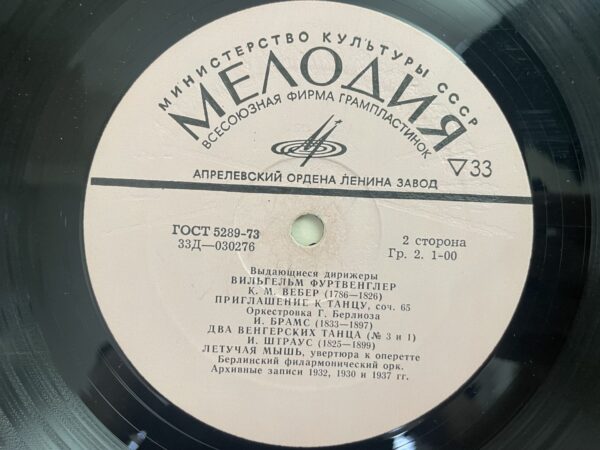 МИНИСТЕРСТВО КУЛЬТУРЫ СССР
МЕЛОДИЯ
ВСЕСОЮЗНАЯ ФИРМА ГРАМПЛАСТИНОК
▽33
АПРЕЛЕВСКИЙ ОРДЕНА ЛЕНИНА ЗАВОД
ГОСТ 5289-73
33Д—030276
2 сторона
Гр. 2. 1-00
Выдающиеся дирижеры
ВИЛЬГЕЛЬМ ФУРТВЕНГЛЕР
К. М. ВЕБЕР (1786—1826)
ПРИГЛАШЕНИЕ К ТАНЦУ, соч. 65
Оркестровка Г. Берлиоза
И. БРАМС (1833—1897)
ДВА ВЕНГЕРСКИХ ТАНЦА (№ 3 и 1)
И. ШТРАУС (1825—1899)
ЛЕТУЧАЯ МЫШЬ, увертюра к оперетте
Берлинский филармонический орк.
Архивные записи 1932, 1930 и 1937 гг.